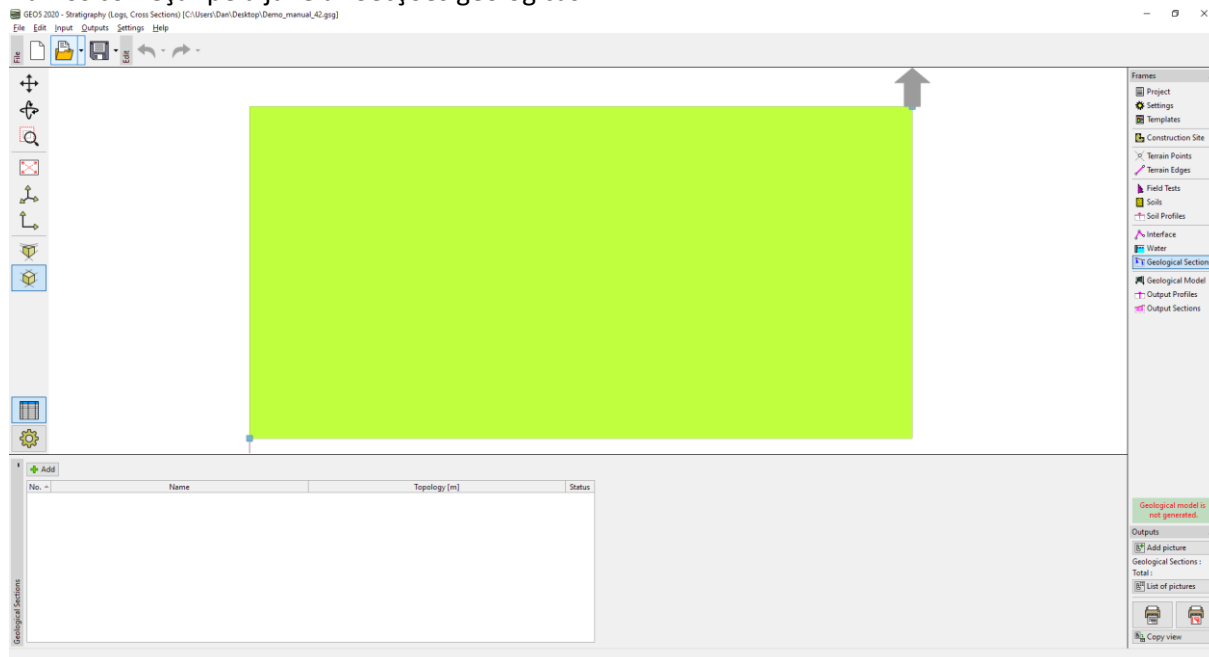 GEO5 2020 - Stratigraphy (Logs, Cross Sections) [C:\Users\Dan\Desktop\Demo_manual_42.gsg]
File Edit Input Outputs Settings Help
File
Edit
Frames
Project
Settings
Templates
Construction Site
Terrain Points
Terrain Edges
Field Tests
Soils
Soil Profiles
Interface
Water
Geological Section
Geological Model
Output Profiles
Output Sections
Add
No. Name Topology [m] Status
Geological Sections
Geological model is
not generated.
Outputs
Add picture
Geological Sections :
Total :
List of pictures
Copy view